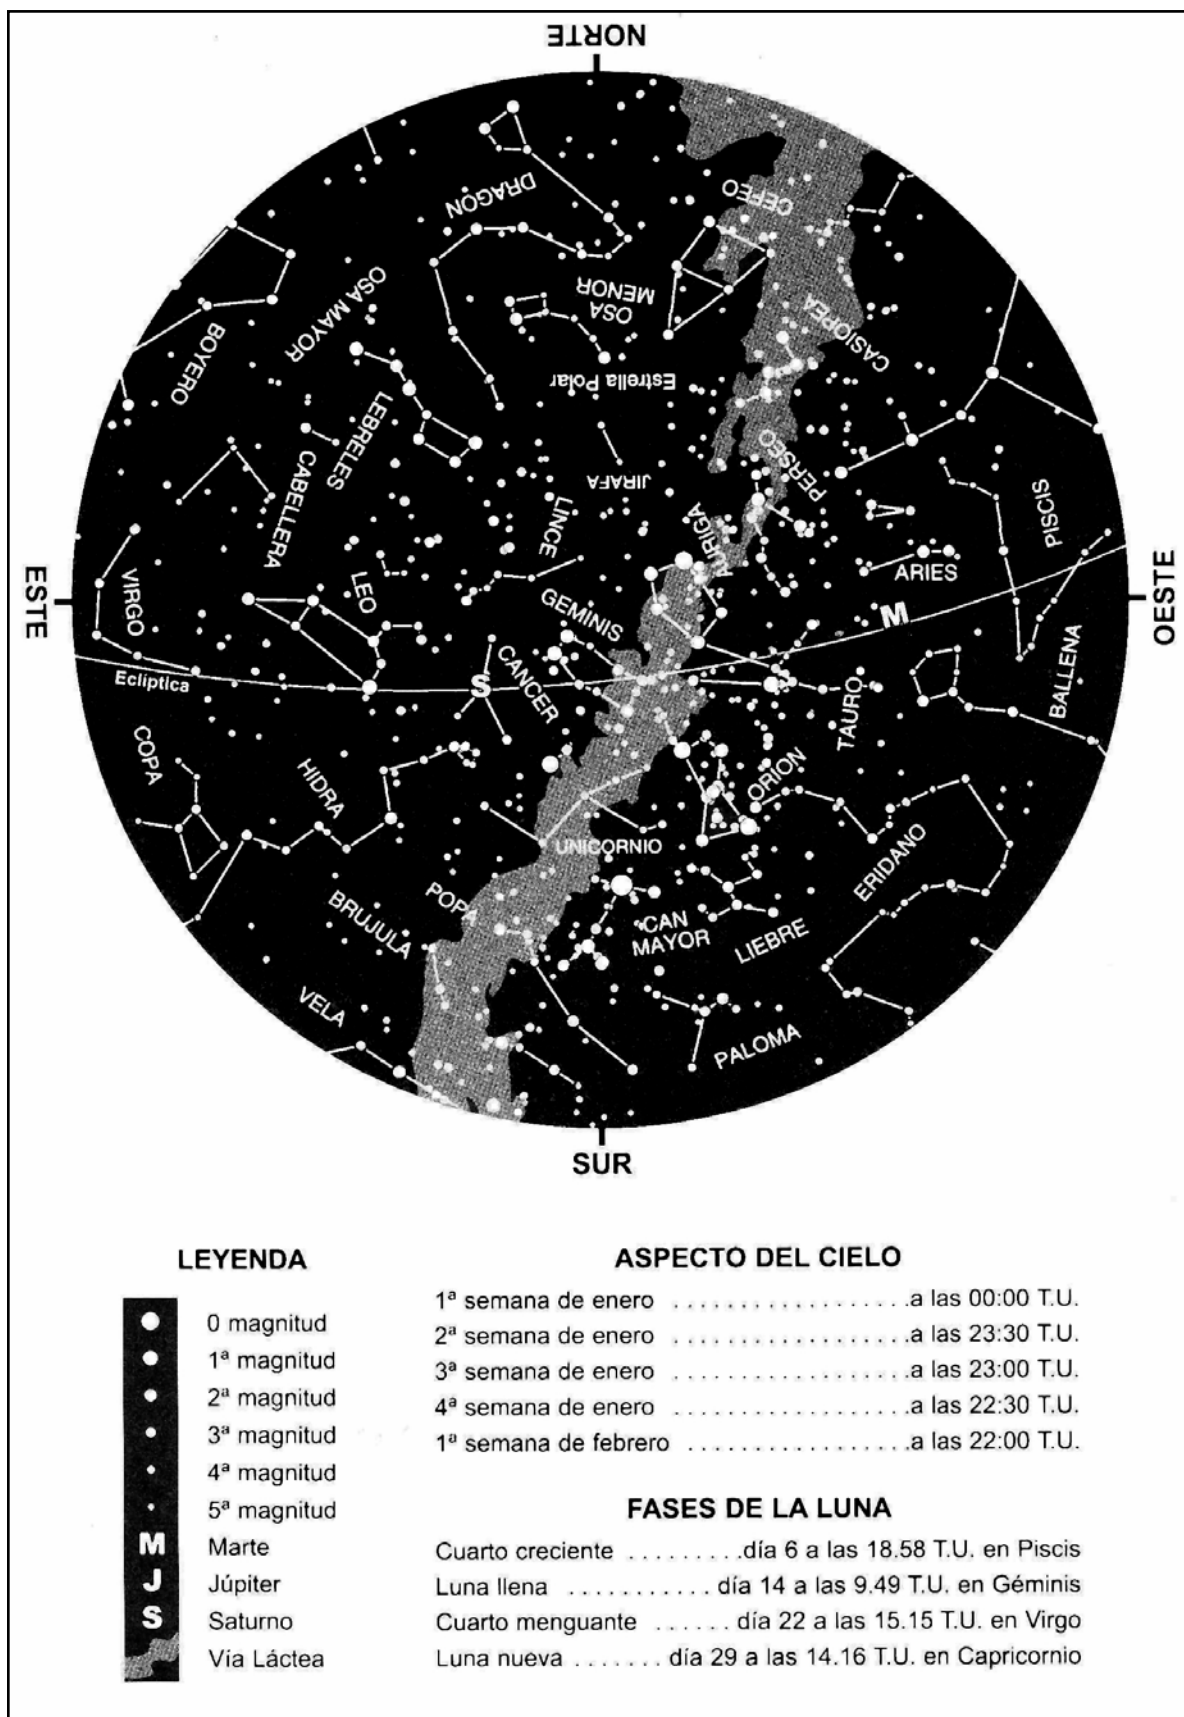 NORTE
DRAGON
CEFEO
OSA MAYOR
OSA
MENOR
CASIOPEA
BOYERO
Estrella Polar
LEBRELES
CABELLERA
JIRAFA
PERSEO
LINCE
AURIGA
PISCIS
ARIES
ESTE
VIRGO
LEO
GEMINIS
M
OESTE
Eclíptica
S
CANCER
TAURO
BALLENA
COPA
HIDRA
ORION
UNICORNIO
ERIDANO
POPA
BRUJULA
CAN
MAYOR
LIEBRE
VELA
PALOMA
SUR
LEYENDA
0 magnitud
1ª magnitud
2ª magnitud
3ª magnitud
4ª magnitud
5ª magnitud
M Marte
J Júpiter
S Saturno
Vía Láctea
ASPECTO DEL CIELO
1ª semana de enero . . . . . . . . . . . . . . . . . .a las 00:00 T.U.
2ª semana de enero . . . . . . . . . . . . . . . . . .a las 23:30 T.U.
3ª semana de enero . . . . . . . . . . . . . . . . . .a las 23:00 T.U.
4ª semana de enero . . . . . . . . . . . . . . . . . .a las 22:30 T.U.
1ª semana de febrero . . . . . . . . . . . . . . . . .a las 22:00 T.U.
FASES DE LA LUNA
Cuarto creciente . . . . . . . . .día 6 a las 18.58 T.U. en Piscis
Luna llena . . . . . . . . . . . día 14 a las 9.49 T.U. en Géminis
Cuarto menguante . . . . . . día 22 a las 15.15 T.U. en Virgo
Luna nueva . . . . . . . día 29 a las 14.16 T.U. en Capricornio